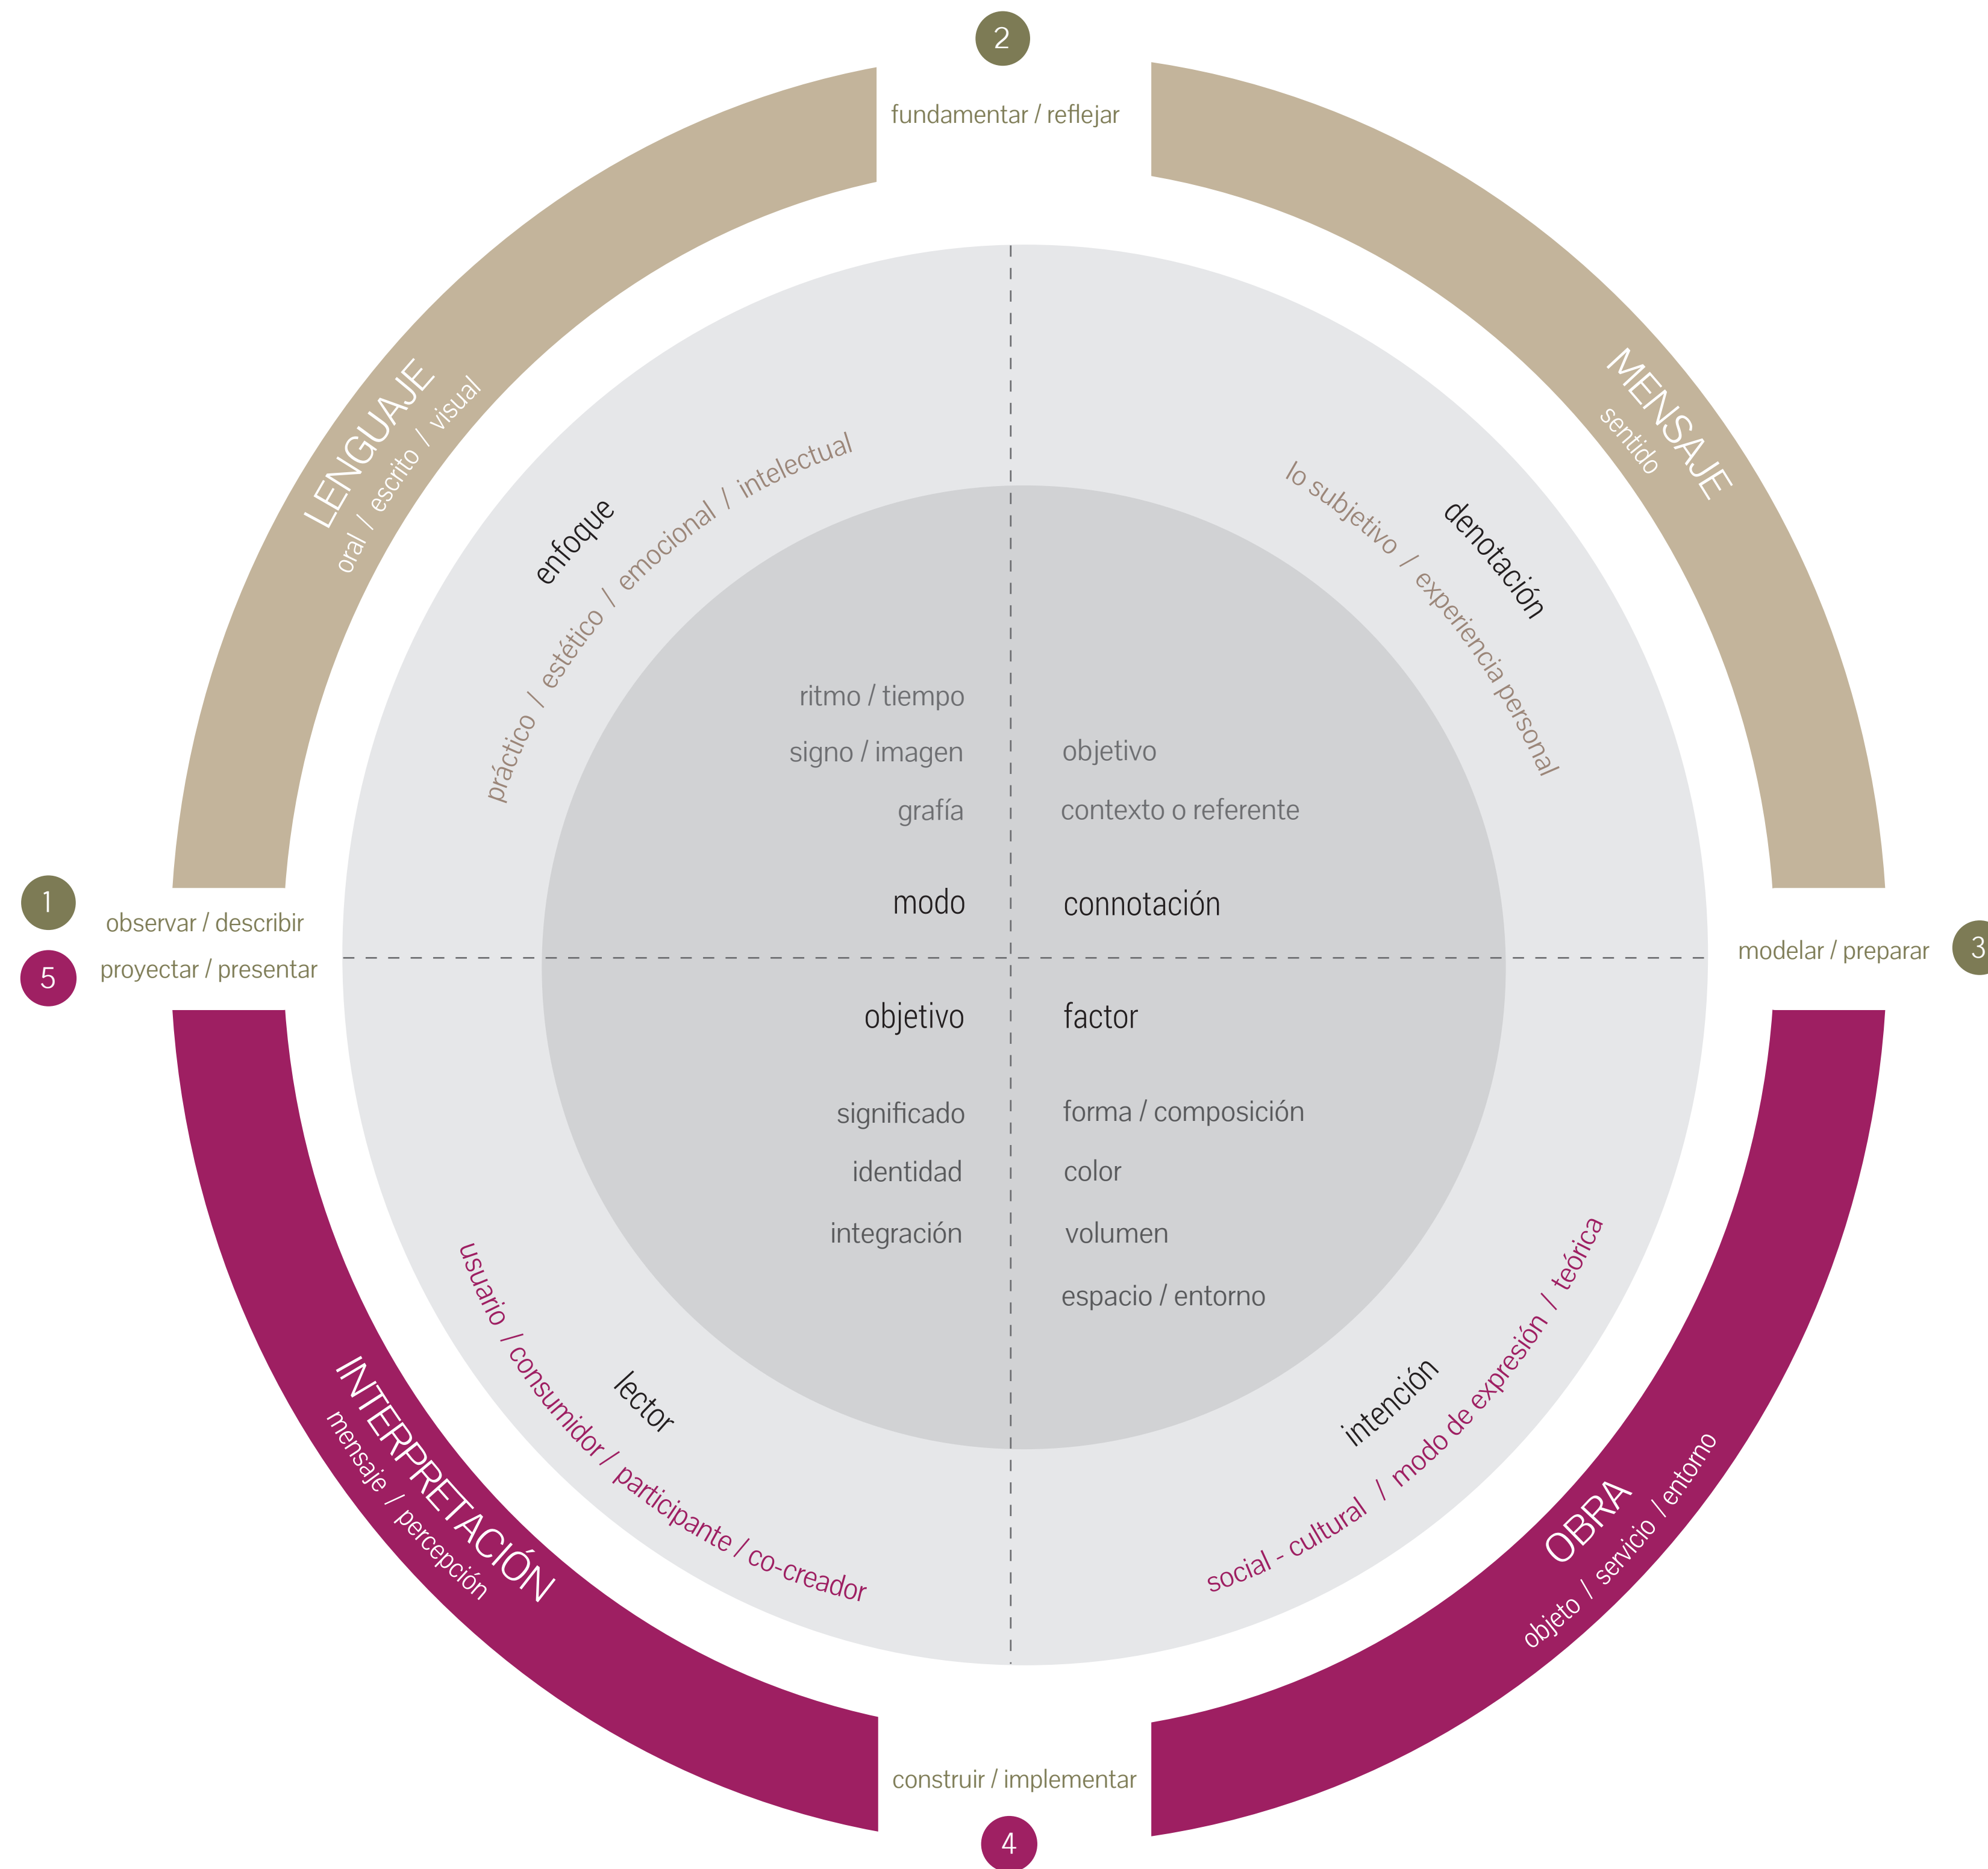 2
fundamentar / reflejar
LENGUAJE
oral / escrito / visual
MENSAJE
sentido
enfoque
práctico / estético / emocional / intelectual
denotación
lo subjetivo / experiencia personal
ritmo / tiempo
signo / imagen
grafía
modo
objetivo
contexto o referente
connotación
1
observar / describir
5
proyectar / presentar
modelar / preparar
3
objetivo
significado
identidad
integración
factor
forma / composición
color
volumen
espacio / entorno
lector
usuario / consumidor / participante / co-creador
intención
social - cultural / modo de expresión / teórica
INTERPRETACIÓN
mensaje / percepción
OBRA
objeto / servicio / entorno
construir / implementar
4